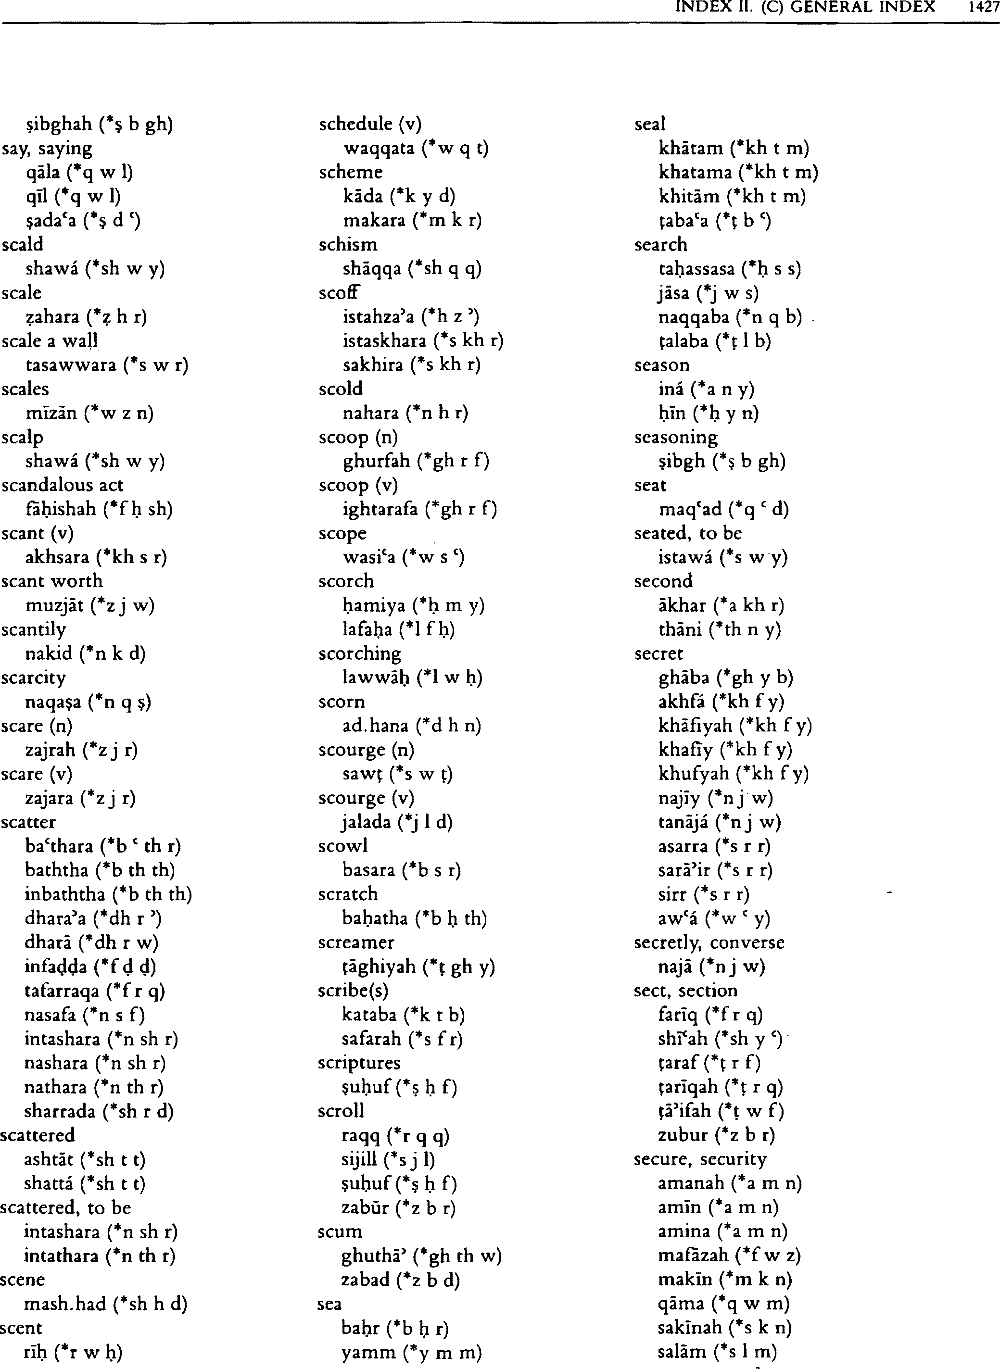 INDEX II. (C) GENERAL INDEX 1427
ṣibghah (*ṣ b gh)
say, saying
qāla (*q w l)
qīl (*q w l)
ṣadaʿa (*ṣ d ʿ)
scald
shawá (*sh w y)
scale
ẓahara (*ẓ h r)
scale a wall
tasawwara (*s w r)
scales
mīzān (*w z n)
scalp
shawá (*sh w y)
scandalous act
fāḥishah (*f ḥ sh)
scant (v)
akhsara (*kh s r)
scant worth
muzjāt (*z j w)
scantily
nakid (*n k d)
scarcity
naqaṣa (*n q ṣ)
scare (n)
zajrah (*z j r)
scare (v)
zajara (*z j r)
scatter
baʿthara (*b ʿ th r)
baththa (*b th th)
inbaththa (*b th th)
dharaʾa (*dh r ʾ)
dharā (*dh r w)
infaḍḍa (*f ḍ ḍ)
tafarraqa (*f r q)
nasafa (*n s f)
intashara (*n sh r)
nashara (*n sh r)
nathara (*n th r)
sharrada (*sh r d)
scattered
ashtāt (*sh t t)
shattá (*sh t t)
scattered, to be
intashara (*n sh r)
intathara (*n th r)
scene
mash.had (*sh h d)
scent
rīḥ (*r w ḥ)
schedule (v)
waqqata (*w q t)
scheme
kāda (*k y d)
makara (*m k r)
schism
shāqqa (*sh q q)
scoff
istahzaʾa (*h z ʾ)
istaskhara (*s kh r)
sakhira (*s kh r)
scold
nahara (*n h r)
scoop (n)
ghurfah (*gh r f)
scoop (v)
ightarafa (*gh r f)
scope
wasiʿa (*w s ʿ)
scorch
ḥamiya (*ḥ m y)
lafaḥa (*l f ḥ)
scorching
lawwāḥ (*l w ḥ)
scorn
ad.hana (*d h n)
scourge (n)
sawṭ (*s w ṭ)
scourge (v)
jalada (*j l d)
scowl
basara (*b s r)
scratch
baḥatha (*b ḥ th)
screamer
ṭāghiyah (*ṭ gh y)
scribe(s)
kataba (*k t b)
safarah (*s f r)
scriptures
ṣuḥuf (*ṣ ḥ f)
scroll
raqq (*r q q)
sijill (*s j l)
ṣuḥuf (*ṣ ḥ f)
zabūr (*z b r)
scum
ghuthāʾ (*gh th w)
zabad (*z b d)
sea
baḥr (*b ḥ r)
yamm (*y m m)
seal
khātam (*kh t m)
khatama (*kh t m)
khitām (*kh t m)
ṭabaʿa (*ṭ b ʿ)
search
taḥassasa (*ḥ s s)
jāsa (*j w s)
naqqaba (*n q b)
ṭalaba (*ṭ l b)
season
iná (*a n y)
ḥīn (*ḥ y n)
seasoning
ṣibgh (*ṣ b gh)
seat
maqʿad (*q ʿ d)
seated, to be
istawá (*s w y)
second
ākhar (*a kh r)
thāni (*th n y)
secret
ghāba (*gh y b)
akhfá (*kh f y)
khāfiyah (*kh f y)
khafīy (*kh f y)
khufyah (*kh f y)
najīy (*n j w)
tanājá (*n j w)
asarra (*s r r)
sarāʾir (*s r r)
sirr (*s r r)
awʿá (*w ʿ y)
secretly, converse
najā (*n j w)
sect, section
farīq (*f r q)
shīʿah (*sh y ʿ)
ṭaraf (*ṭ r f)
ṭarīqah (*ṭ r q)
ṭāʾifah (*ṭ w f)
zubur (*z b r)
secure, security
amanah (*a m n)
amīn (*a m n)
amina (*a m n)
mafāzah (*f w z)
makīn (*m k n)
qāma (*q w m)
sakīnah (*s k n)
salām (*s l m)